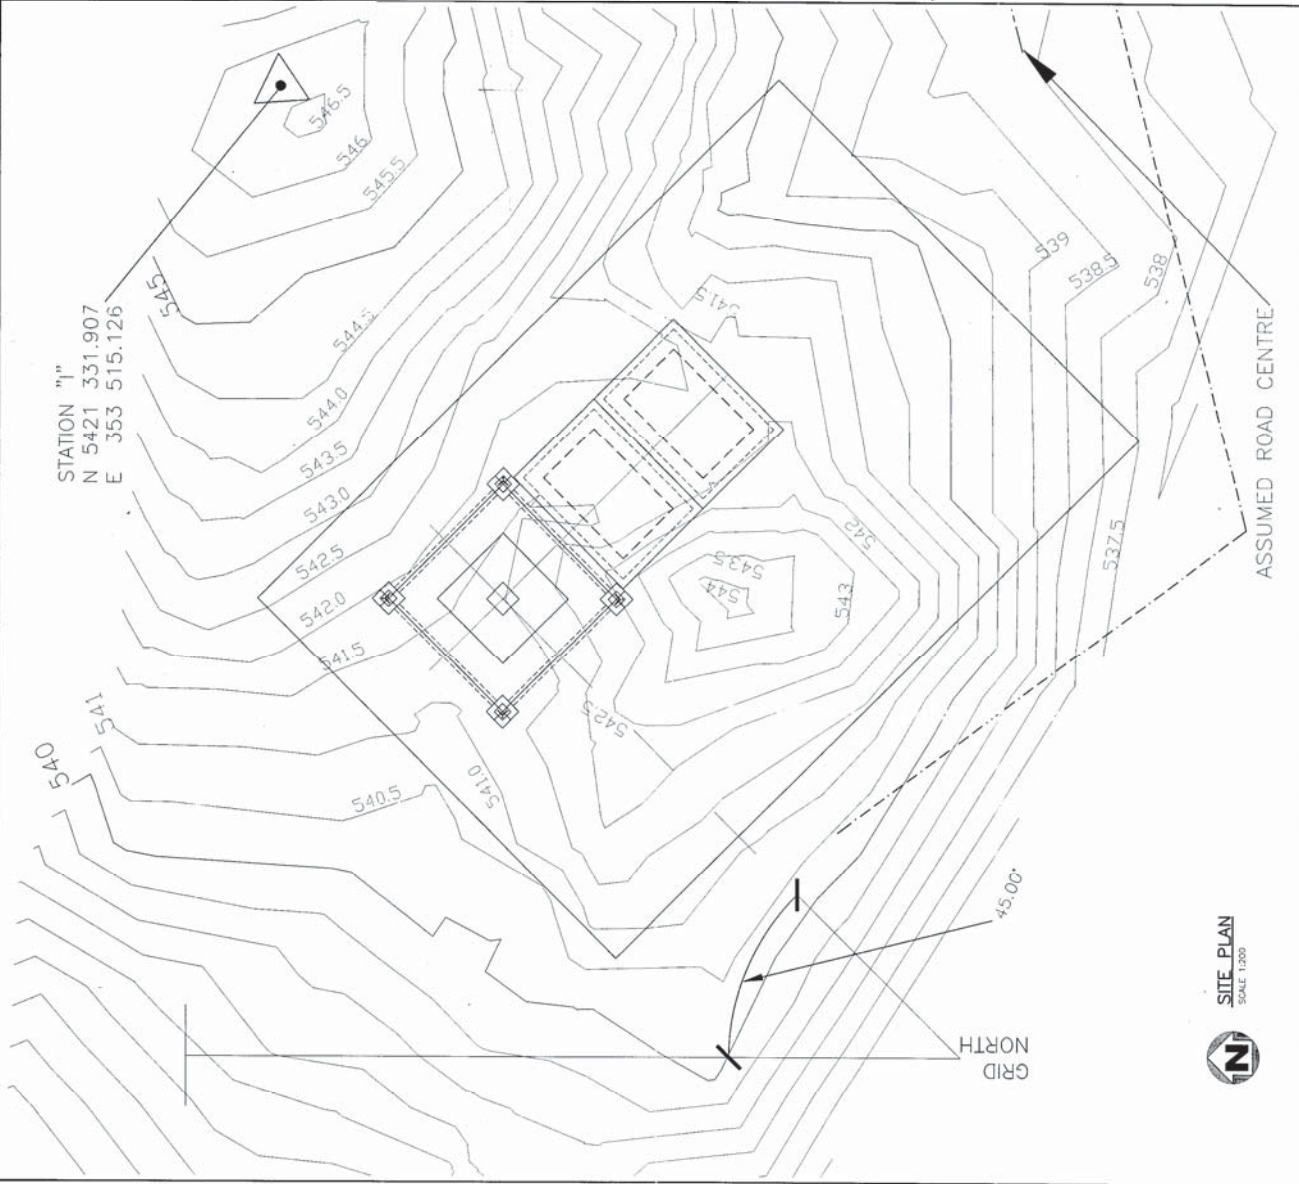 STATION "I"
N 5421 331.907
E 353 515.126
546.5
546
545.5
545
544.5
544.0
543.5
543.0
542.5
542.0
541.5
541
540
540.5
541.0
541.5
542.5
543.5
544
543
542
539
538.5
538
537.5
ASSUMED ROAD CENTRE
45.00°
GRID
NORTH
SITE PLAN
SCALE 1:200
N